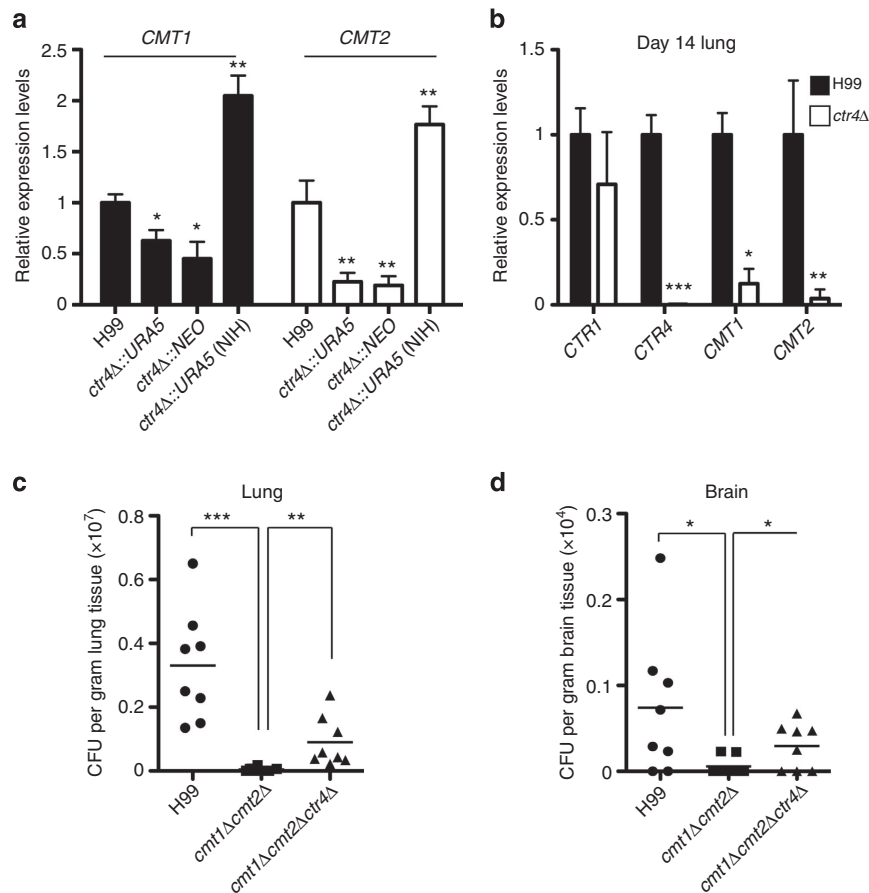 a
CMT1
CMT2
Relative expression levels
2.5
2
1.5
1
0.5
0
**
*
*
**
**
**
H99
ctr4Δ::URA5
ctr4Δ::NEO
ctr4Δ::URA5 (NIH)
H99
ctr4Δ::URA5
ctr4Δ::NEO
ctr4Δ::URA5 (NIH)
b
Day 14 lung
H99
ctr4Δ
Relative expression levels
1.5
1
0.5
0
***
*
**
CTR1
CTR4
CMT1
CMT2
c
Lung
CFU per gram lung tissue (×10⁷)
0.8
0.6
0.4
0.2
0
***
**
H99
cmt1Δcmt2Δ
cmt1Δcmt2Δctr4Δ
d
Brain
CFU per gram brain tissue (×10⁴)
0.3
0.2
0.1
0
*
*
H99
cmt1Δcmt2Δ
cmt1Δcmt2Δctr4Δ